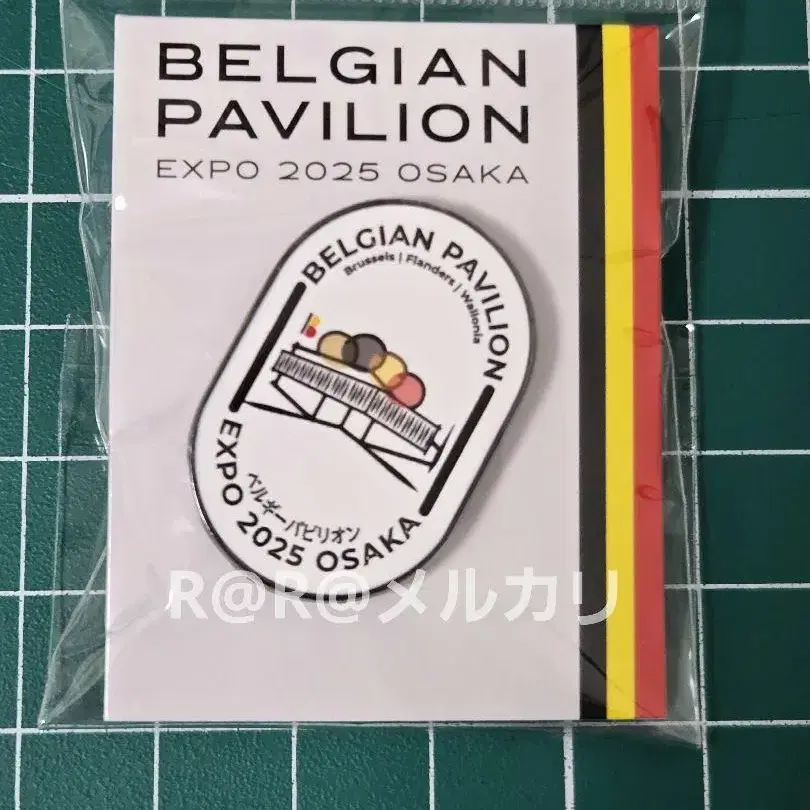 BELGIAN
PAVILION
EXPO 2025 OSAKA
BELGIAN PAVILION
Brussels | Flanders | Wallonia
ベルギーパビリオン
EXPO 2025 OSAKA
R@R@メルカリ